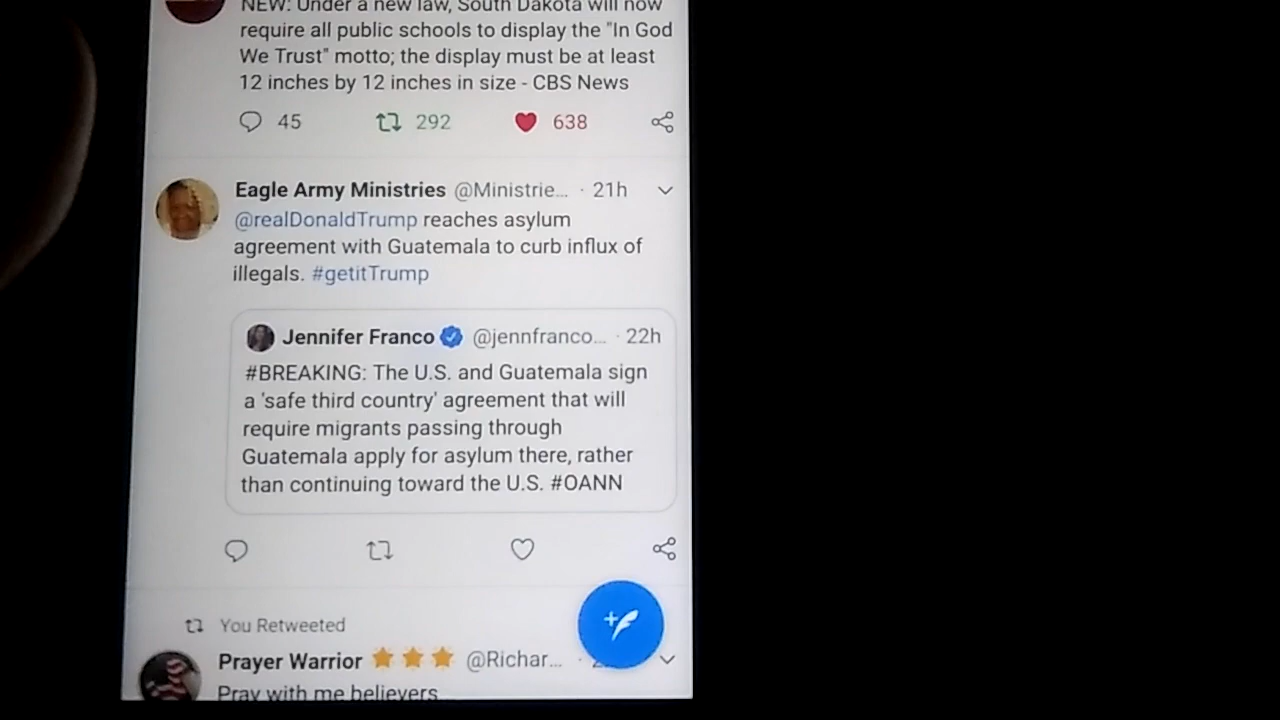 NEW: Under a new law, South Dakota will now
require all public schools to display the "In God
We Trust" motto; the display must be at least
12 inches by 12 inches in size - CBS News
45 292 638
Eagle Army Ministries @Ministrie... · 21h
@realDonaldTrump reaches asylum
agreement with Guatemala to curb influx of
illegals. #getitTrump
Jennifer Franco @jennfranco... · 22h
#BREAKING: The U.S. and Guatemala sign
a 'safe third country' agreement that will
require migrants passing through
Guatemala apply for asylum there, rather
than continuing toward the U.S. #OANN
You Retweeted
Prayer Warrior @Richar... ·
Pray with me believers